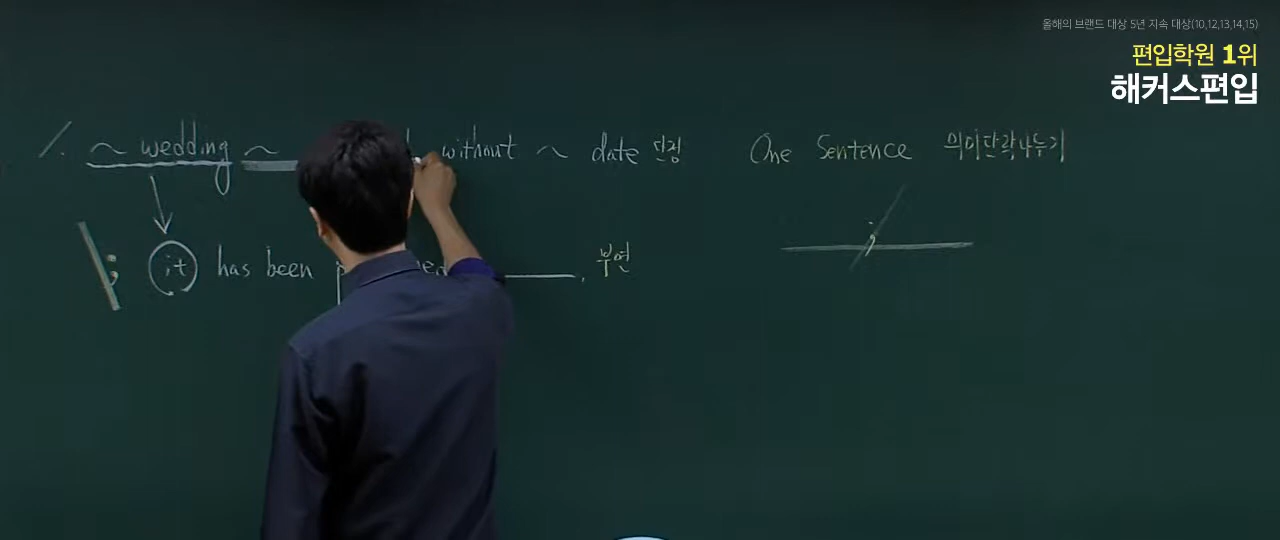 올해의 브랜드 대상 5년 지속 대상(10,12,13,14,15)
편입학원 1위
해커스편입
1. ~ wedding ~ without ~ date 단정
One Sentence 의미단락나누기
; it has been
부연
;